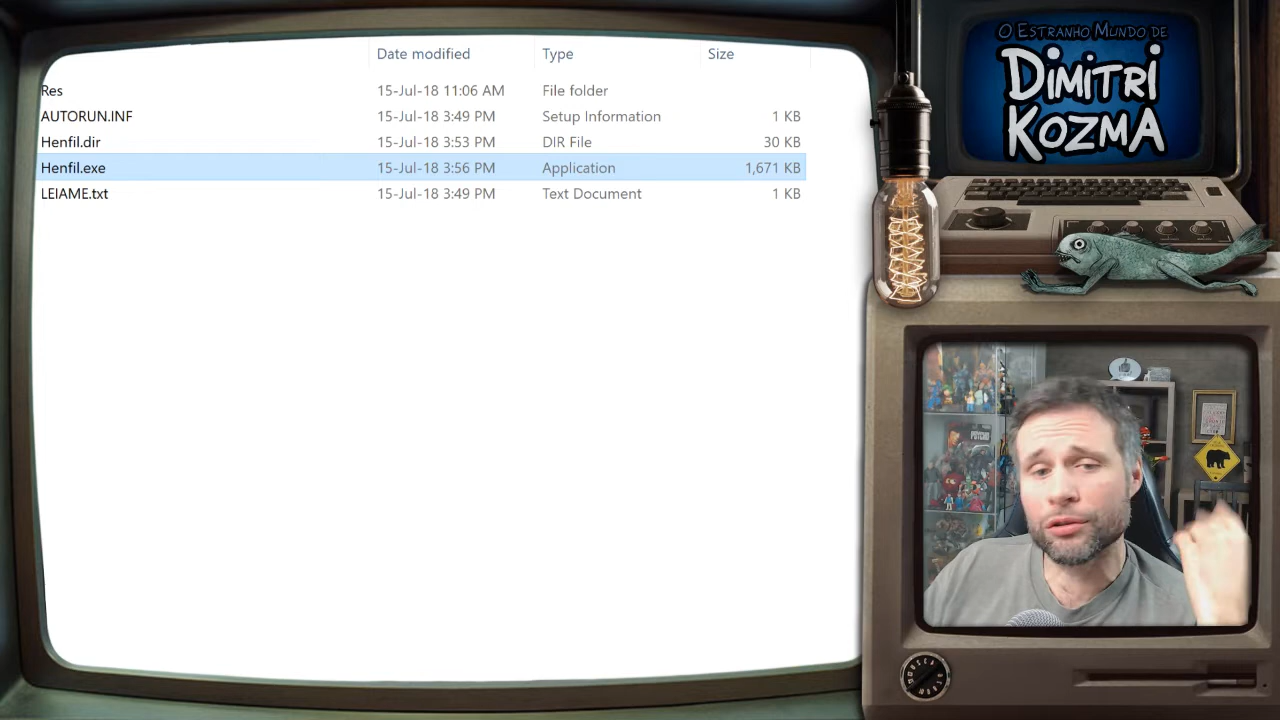 Date modified Type Size
Res 15-Jul-18 11:06 AM File folder
AUTORUN.INF 15-Jul-18 3:49 PM Setup Information 1 KB
Henfil.dir 15-Jul-18 3:53 PM DIR File 30 KB
Henfil.exe 15-Jul-18 3:56 PM Application 1,671 KB
LEIAME.txt 15-Jul-18 3:49 PM Text Document 1 KB
O ESTRANHO MUNDO DE
DiMiTRi
KOZMA
PSYCHO